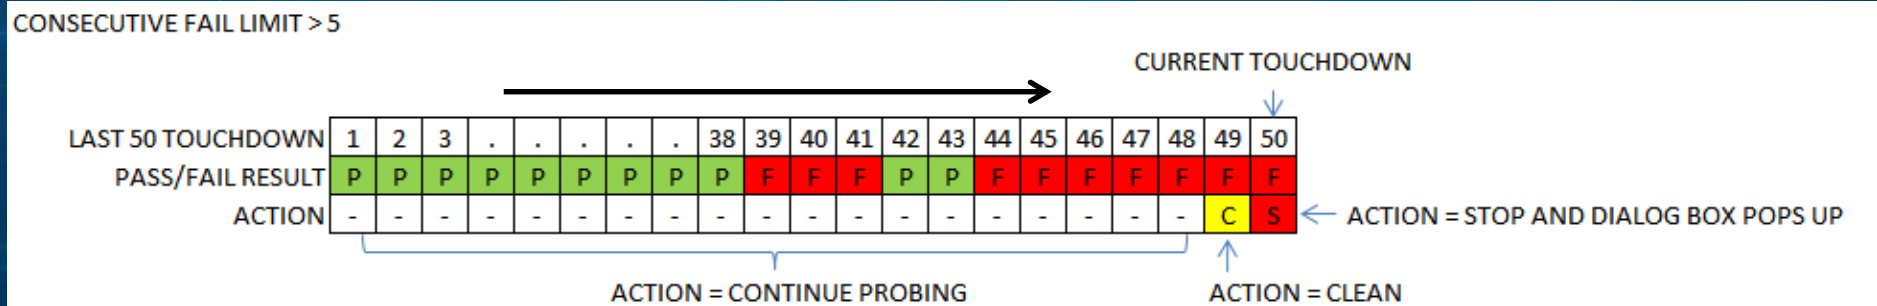 CONSECUTIVE FAIL LIMIT > 5
CURRENT TOUCHDOWN
LAST 50 TOUCHDOWN 1 2 3 . . . . . 38 39 40 41 42 43 44 45 46 47 48 49 50
PASS/FAIL RESULT P P P P P P P P P F F F P P F F F F F F F
ACTION - - - - - - - - - - - - - - - - - - - C S ACTION = STOP AND DIALOG BOX POPS UP
ACTION = CONTINUE PROBING ACTION = CLEAN